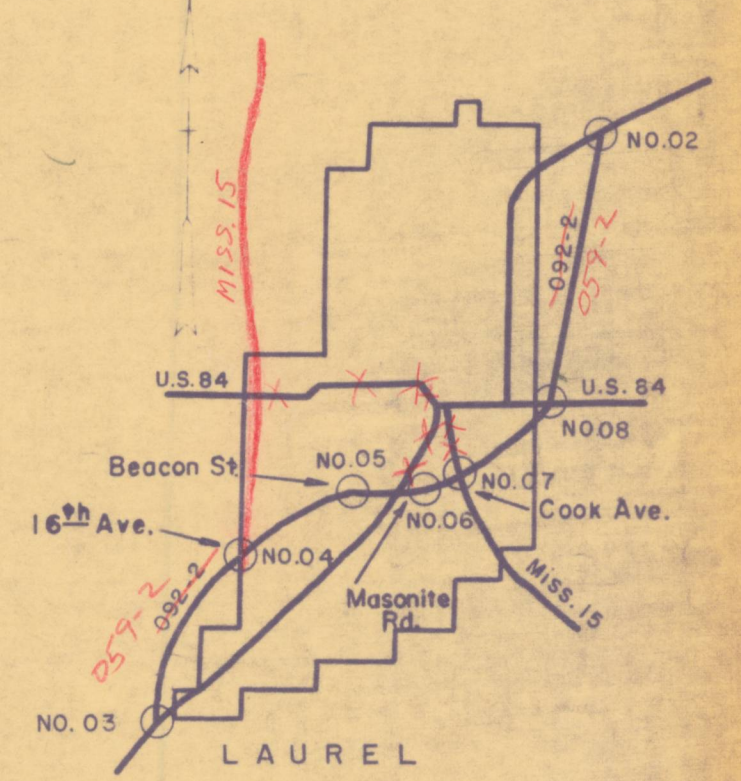 NO.02
MISS. 15
092-2
059-2
U.S.84
U.S. 84
NO.08
Beacon St.
NO.05
NO.07
16th Ave.
NO.06
Cook Ave.
NO.04
Masonite
Rd.
Miss. 15
092-2
059-2
NO. 03
LAUREL